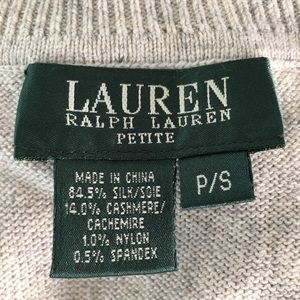 LAUREN
RALPH LAUREN
PETITE
MADE IN CHINA
84.5% SILK/SOIE
14.0% CASHMERE/
CACHEMIRE
1.0% NYLON
0.5% SPANDEX
P/S